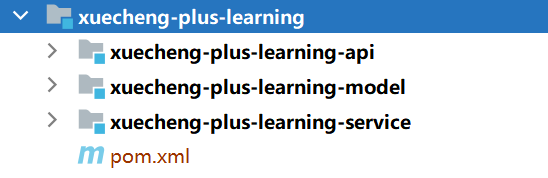 xuecheng-plus-learning
xuecheng-plus-learning-api
xuecheng-plus-learning-model
xuecheng-plus-learning-service
pom.xml